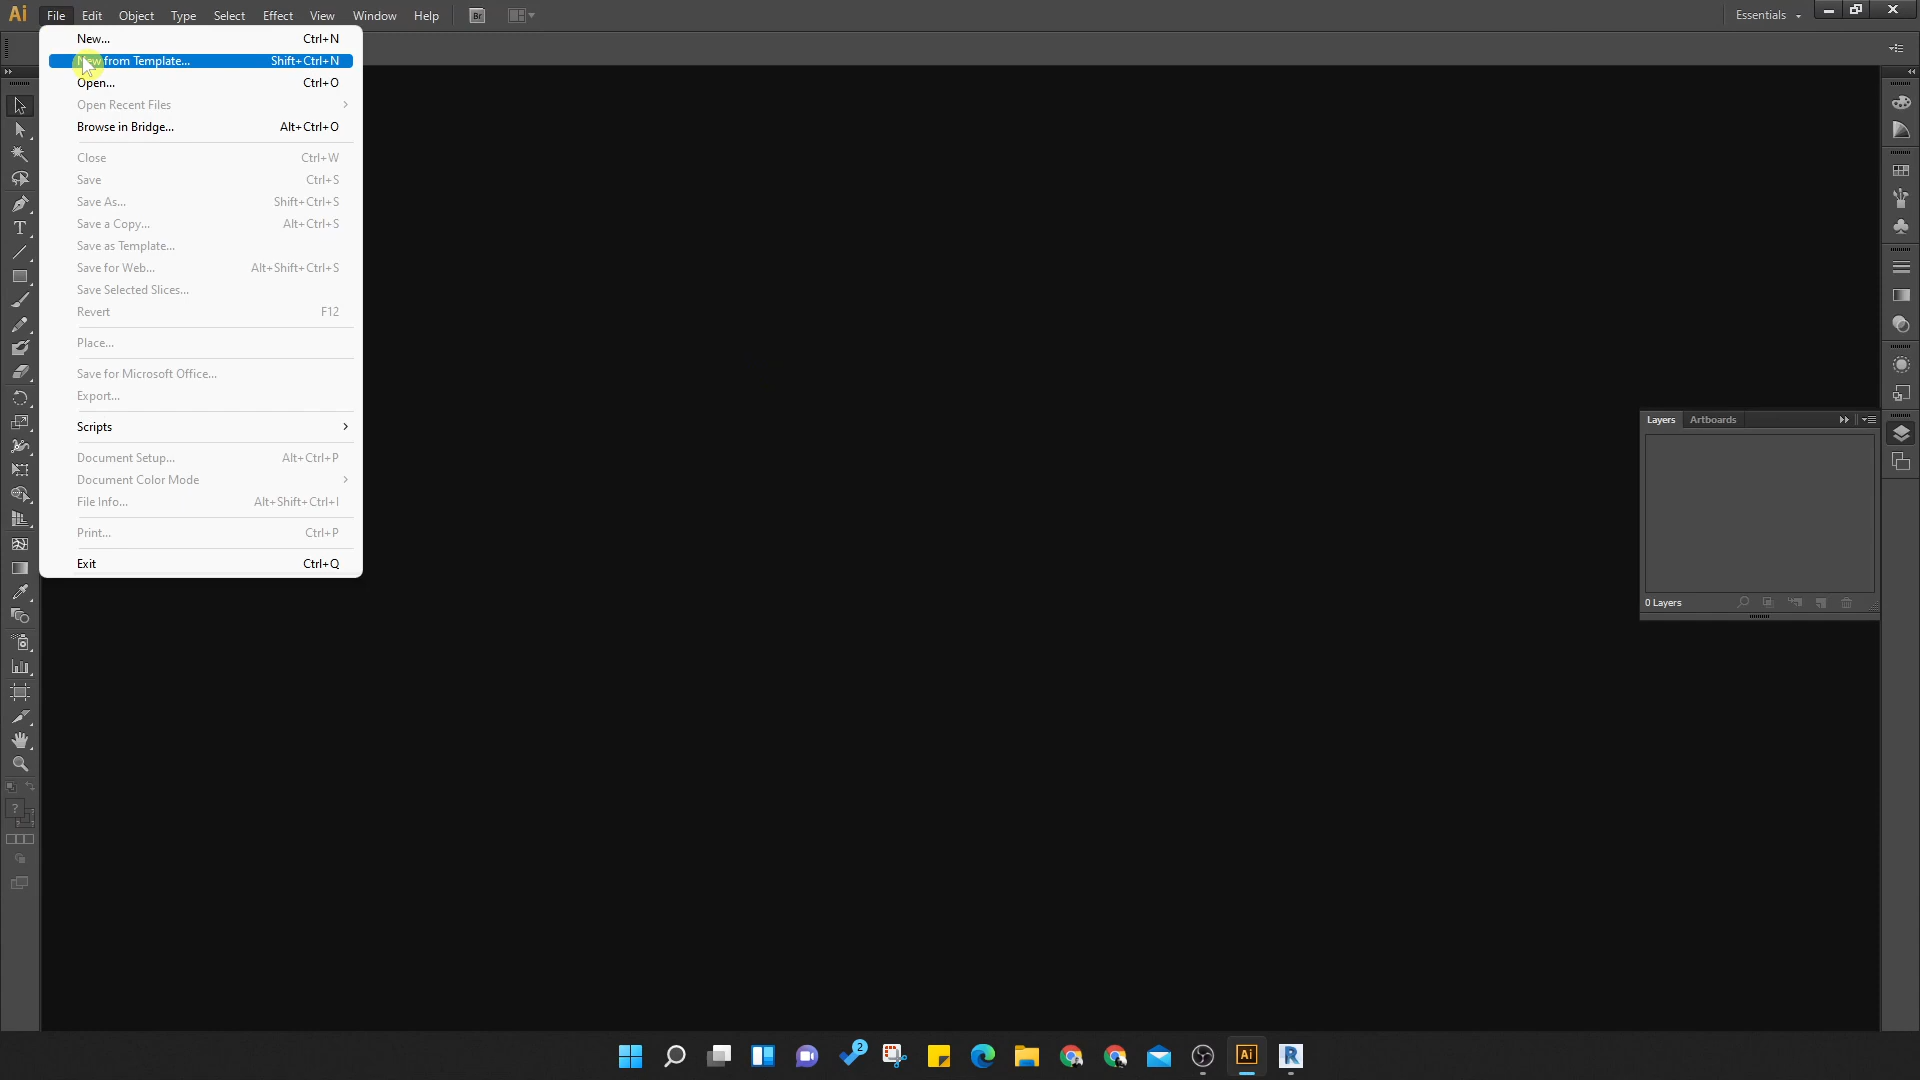 Ai File Edit Object Type Select Effect View Window Help Br Essentials
New... Ctrl+N
New from Template... Shift+Ctrl+N
Open... Ctrl+O
Open Recent Files
Browse in Bridge... Alt+Ctrl+O
Close Ctrl+W
Save Ctrl+S
Save As... Shift+Ctrl+S
Save a Copy... Alt+Ctrl+S
Save as Template...
Save for Web... Alt+Shift+Ctrl+S
Save Selected Slices...
Revert F12
Place...
Save for Microsoft Office...
Export...
Scripts
Document Setup... Alt+Ctrl+P
Document Color Mode
File Info... Alt+Shift+Ctrl+I
Print... Ctrl+P
Exit Ctrl+Q
T
?
Layers Artboards
0 Layers
2
Ai
R